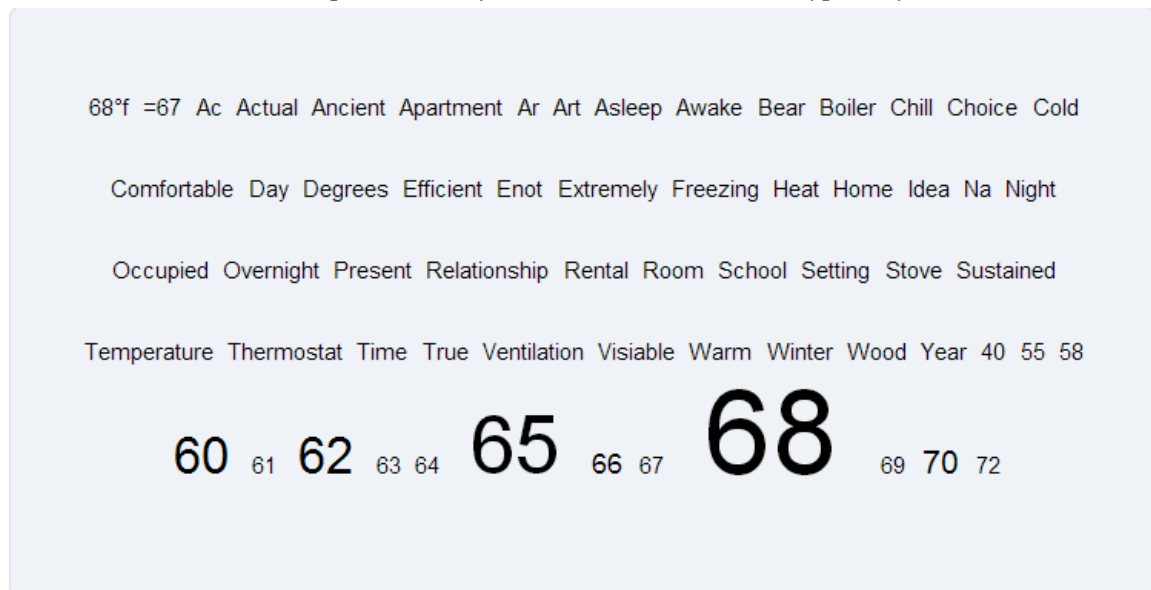 68°f =67 Ac Actual Ancient Apartment Ar Art Asleep Awake Bear Boiler Chill Choice Cold
Comfortable Day Degrees Efficient Enot Extremely Freezing Heat Home Idea Na Night
Occupied Overnight Present Relationship Rental Room School Setting Stove Sustained
Temperature Thermostat Time True Ventilation Visiable Warm Winter Wood Year 40 55 58
60 61 62 63 64 65 66 67 68 69 70 72